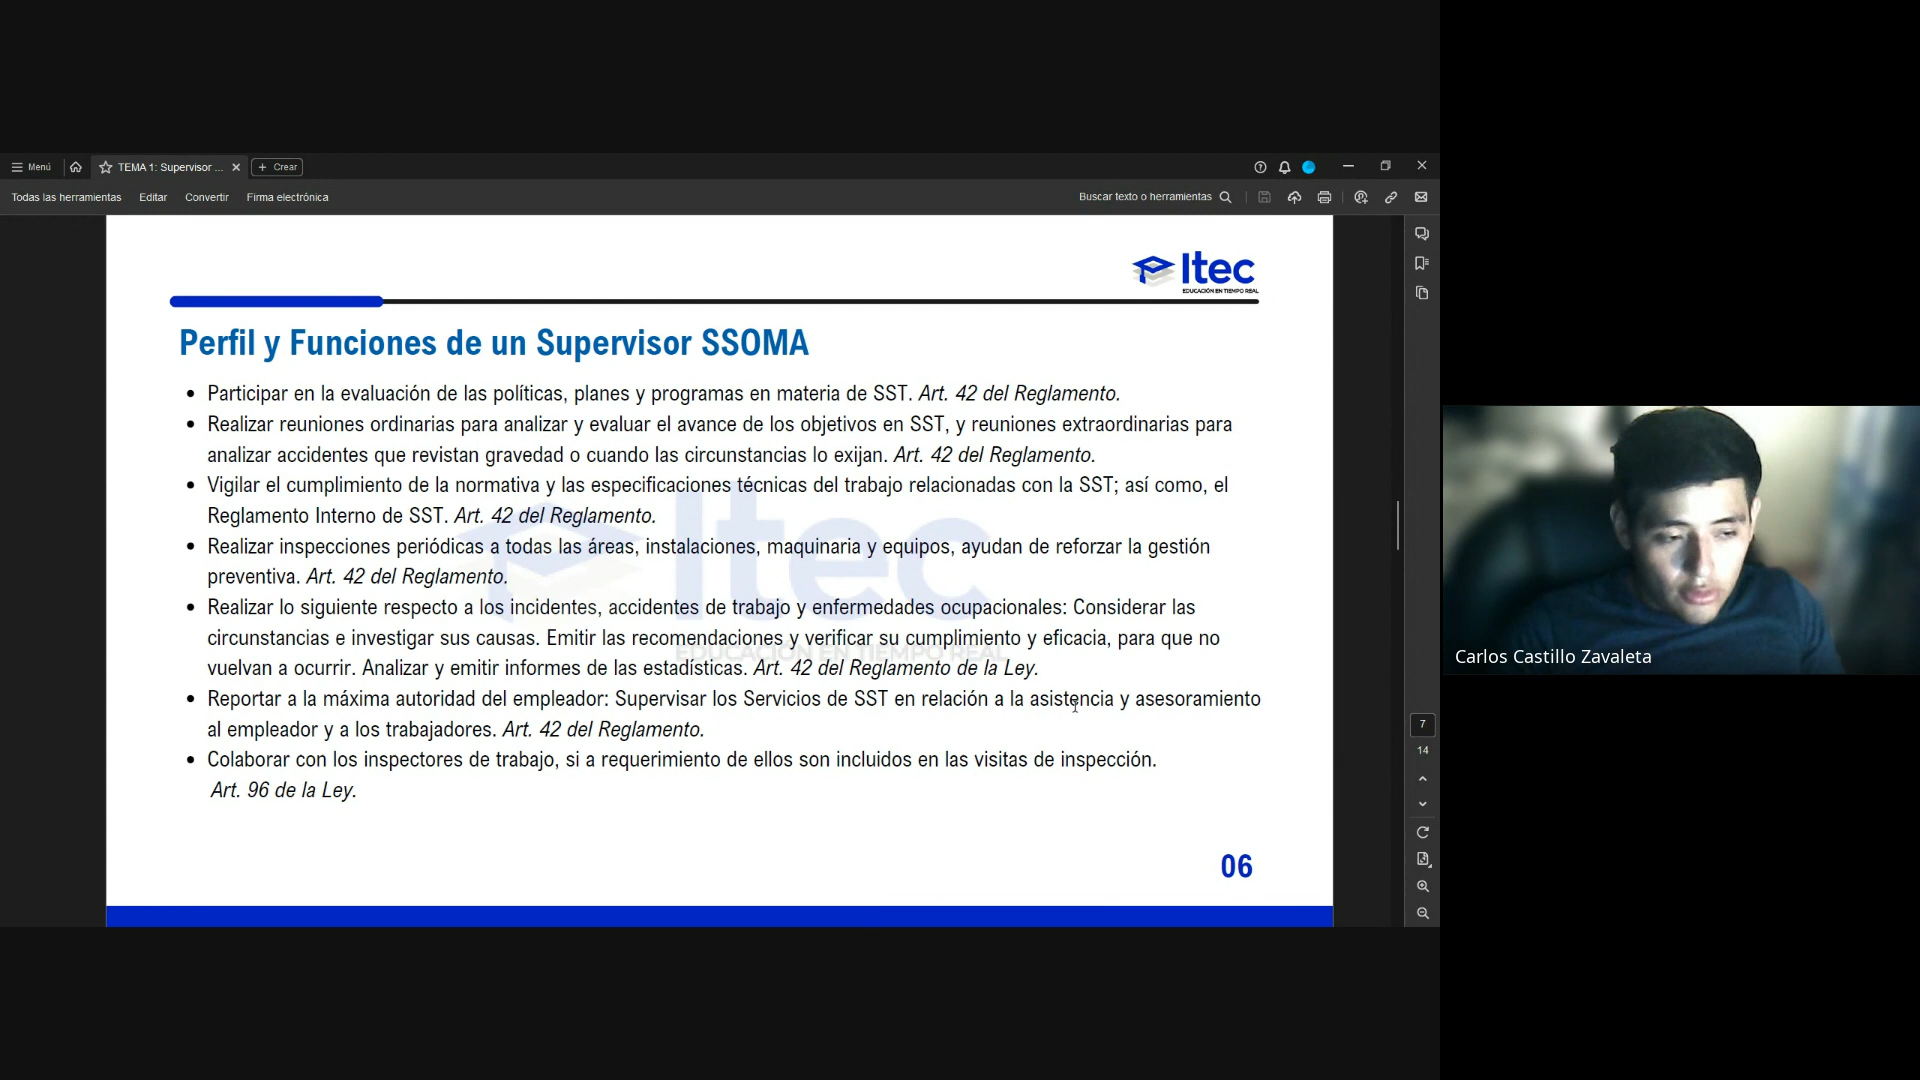 Menú
TEMA 1: Supervisor ...
Crear
Todas las herramientas
Editar
Convertir
Firma electrónica
Buscar texto o herramientas
Itec
EDUCACIÓN EN TIEMPO REAL
Perfil y Funciones de un Supervisor SSOMA
• Participar en la evaluación de las políticas, planes y programas en materia de SST. Art. 42 del Reglamento.
• Realizar reuniones ordinarias para analizar y evaluar el avance de los objetivos en SST, y reuniones extraordinarias para
analizar accidentes que revistan gravedad o cuando las circunstancias lo exijan. Art. 42 del Reglamento.
• Vigilar el cumplimiento de la normativa y las especificaciones técnicas del trabajo relacionadas con la SST; así como, el
Reglamento Interno de SST. Art. 42 del Reglamento.
• Realizar inspecciones periódicas a todas las áreas, instalaciones, maquinaria y equipos, ayudan de reforzar la gestión
preventiva. Art. 42 del Reglamento.
• Realizar lo siguiente respecto a los incidentes, accidentes de trabajo y enfermedades ocupacionales: Considerar las
circunstancias e investigar sus causas. Emitir las recomendaciones y verificar su cumplimiento y eficacia, para que no
vuelvan a ocurrir. Analizar y emitir informes de las estadísticas. Art. 42 del Reglamento de la Ley.
• Reportar a la máxima autoridad del empleador: Supervisar los Servicios de SST en relación a la asistencia y asesoramiento
al empleador y a los trabajadores. Art. 42 del Reglamento.
• Colaborar con los inspectores de trabajo, si a requerimiento de ellos son incluidos en las visitas de inspección.
Art. 96 de la Ley.
Itec
EDUCACIÓN EN TIEMPO REAL
06
7
14
Carlos Castillo Zavaleta